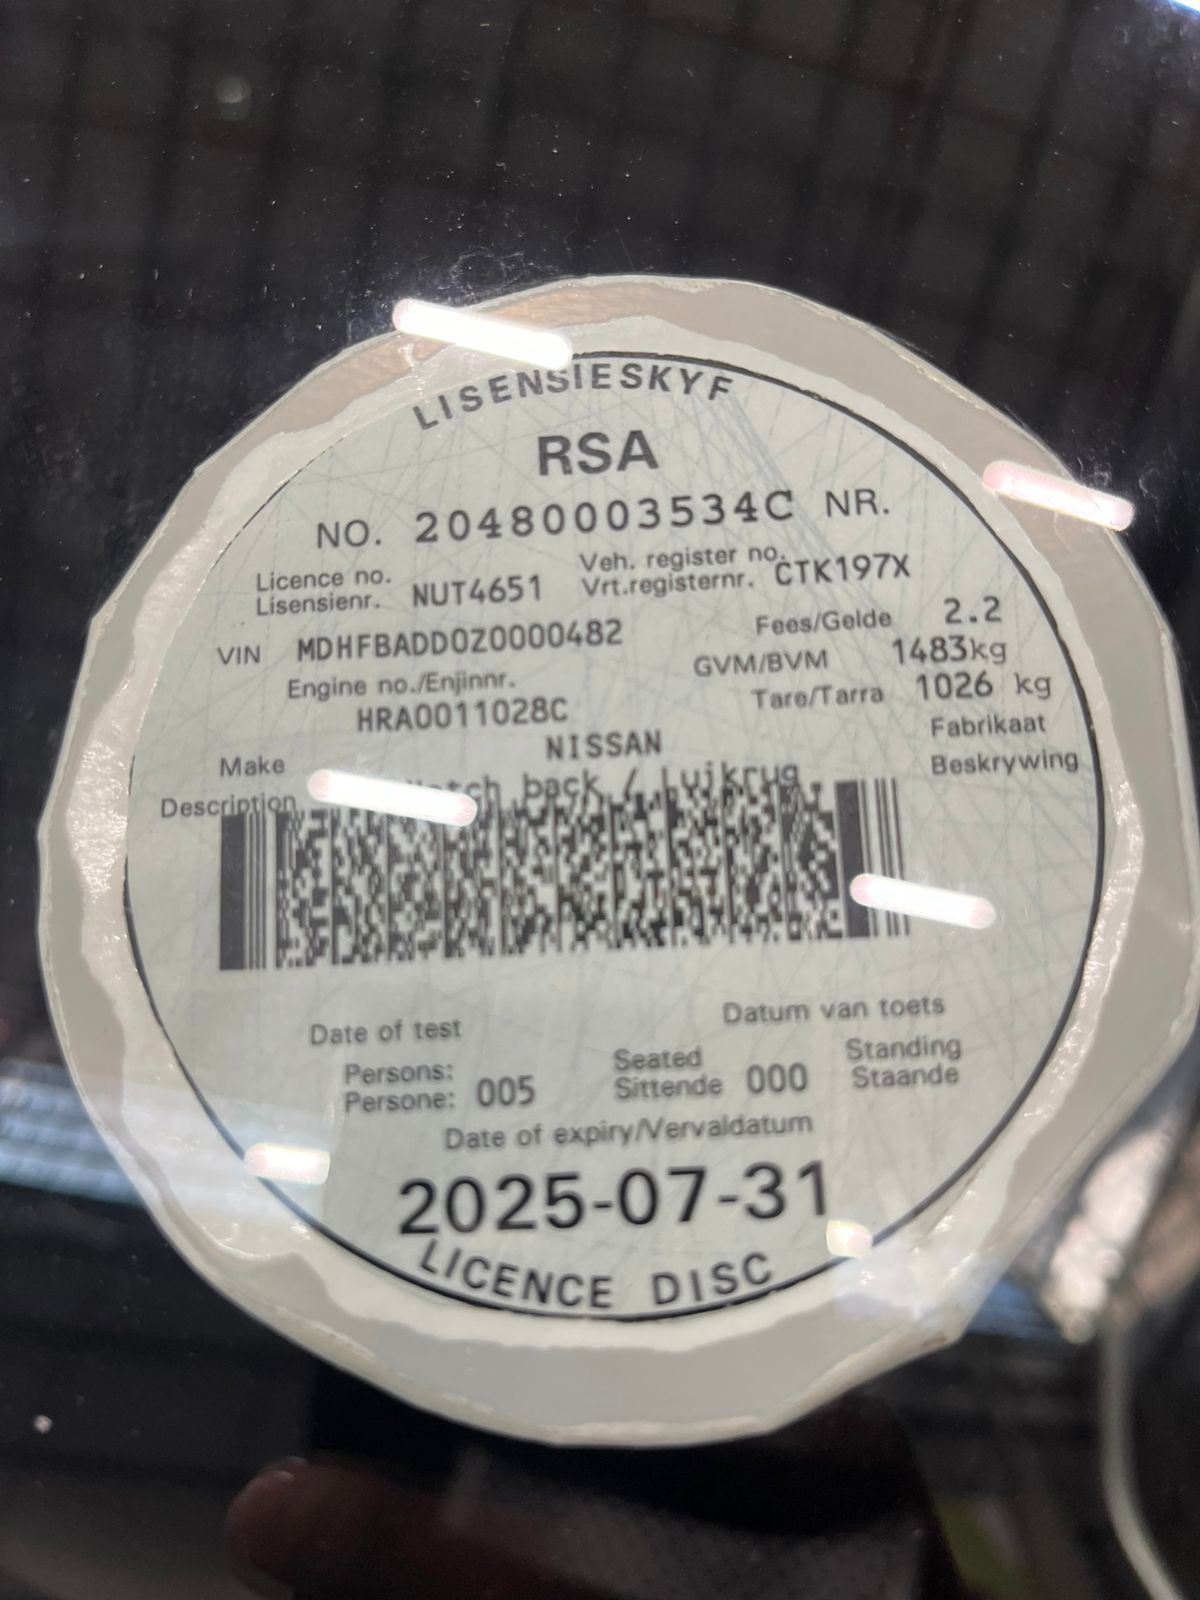 LISENSIESKYF
RSA
NO. 20480003534C NR.
Licence no. Lisensienr. NUT4651 Veh. register no. Vrt.registernr. CTK197X
VIN MDHFBADD0Z0000482 Fees/Gelde 2.2
GVM/BVM 1483kg
Engine no./Enjinnr. Tare/Tarra 1026 kg
HRA0011028C Fabrikaat
Make NISSAN Beskrywing
Description back / Luikrug
Date of test Datum van toets
Persons: Persone: 005 Seated Sittende 000 Standing Staande
Date of expiry/Vervaldatum
2025-07-31
LICENCE DISC